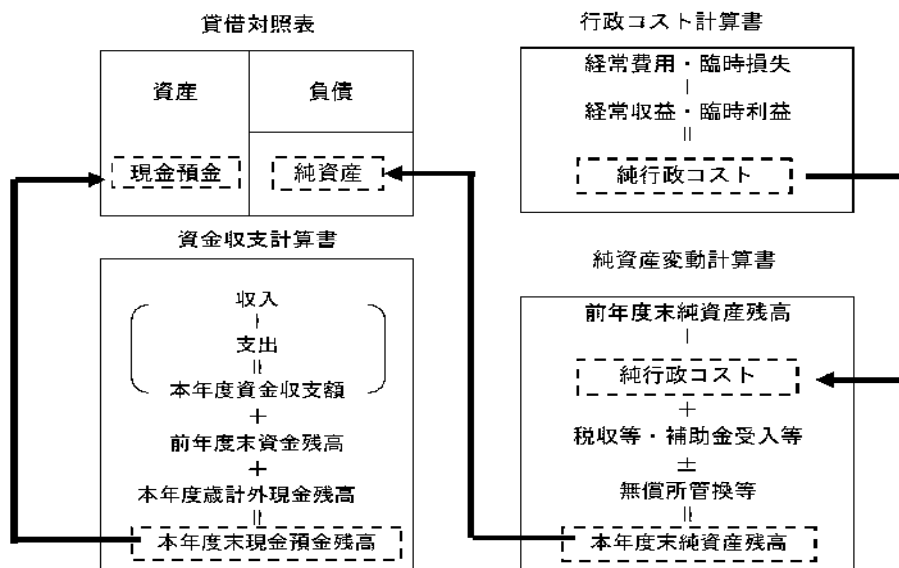 貸借対照表
資産
負債
現金預金
純資産
行政コスト計算書
経常費用・臨時損失
－
経常収益・臨時利益
＝
純行政コスト
資金収支計算書
収入
－
支出
＝
本年度資金収支額
＋
前年度末資金残高
＋
本年度歳計外現金残高
＝
本年度末現金預金残高
純資産変動計算書
前年度末純資産残高
－
純行政コスト
＋
税収等・補助金受入等
±
無償所管換等
＝
本年度末純資産残高